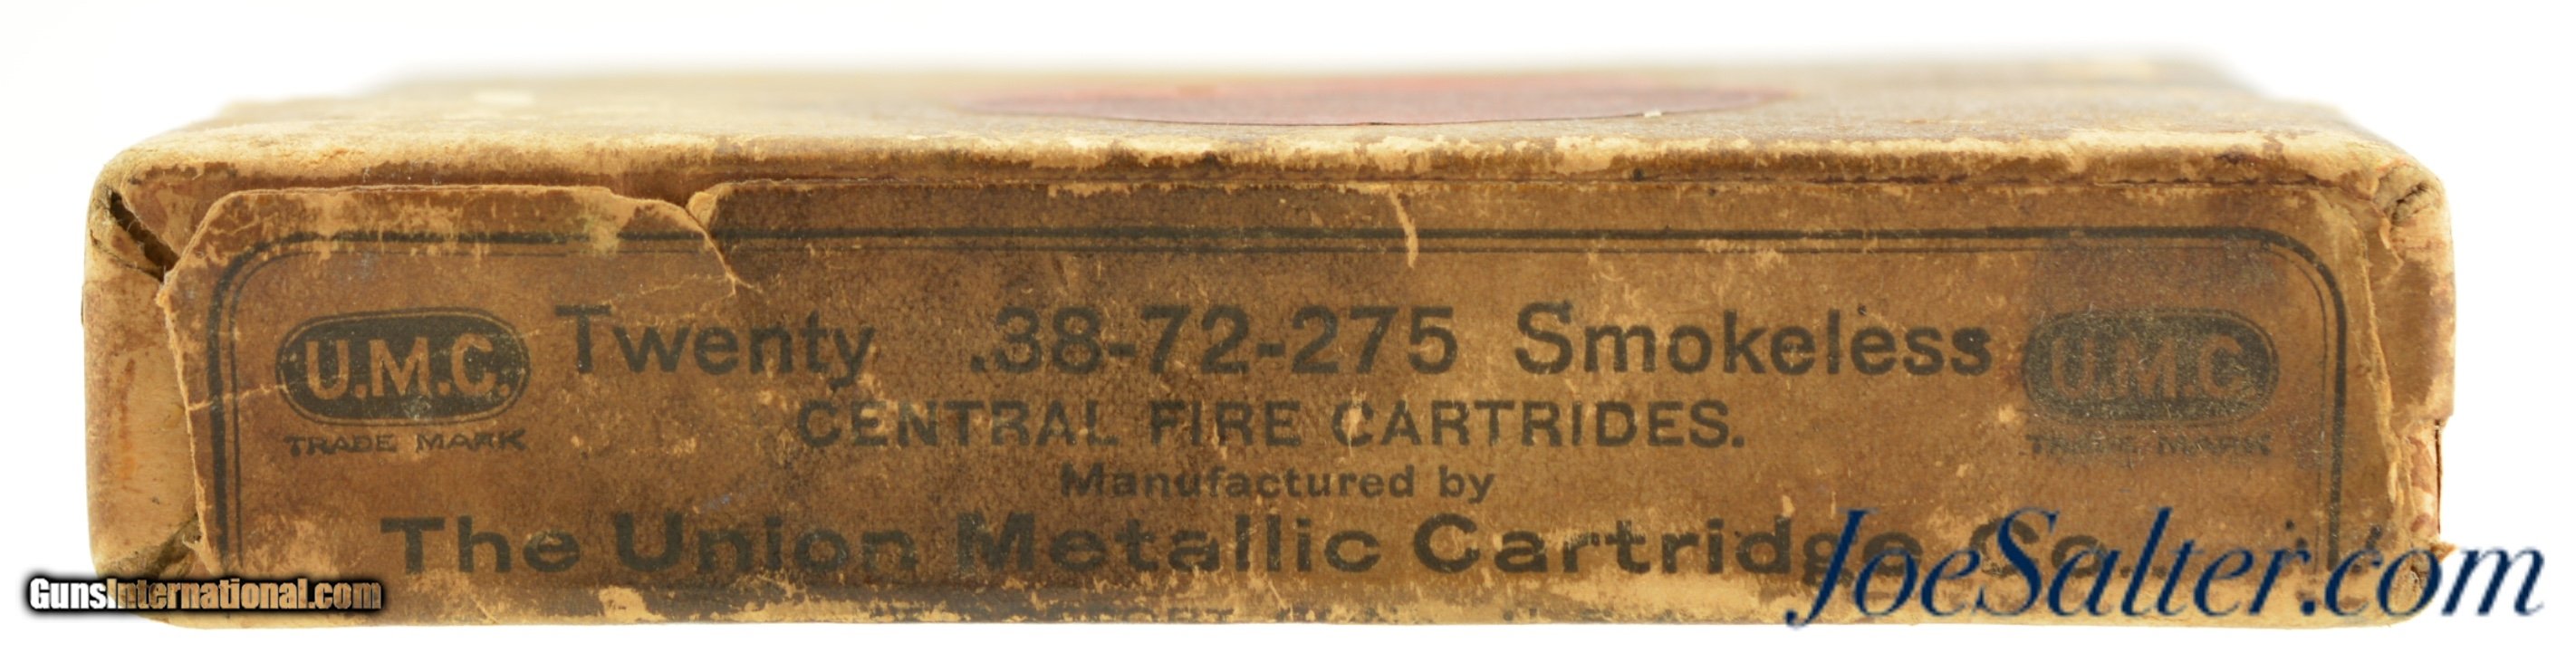 U.M.C.
TRADE MARK
Twenty .38-72-275 Smokeless
CENTRAL FIRE CARTRIDES.
Manufactured by
The Union Metallic Cartridge Co.
U.M.C.
TRADE MARK
GunsInternational.com
JoeSalter.com